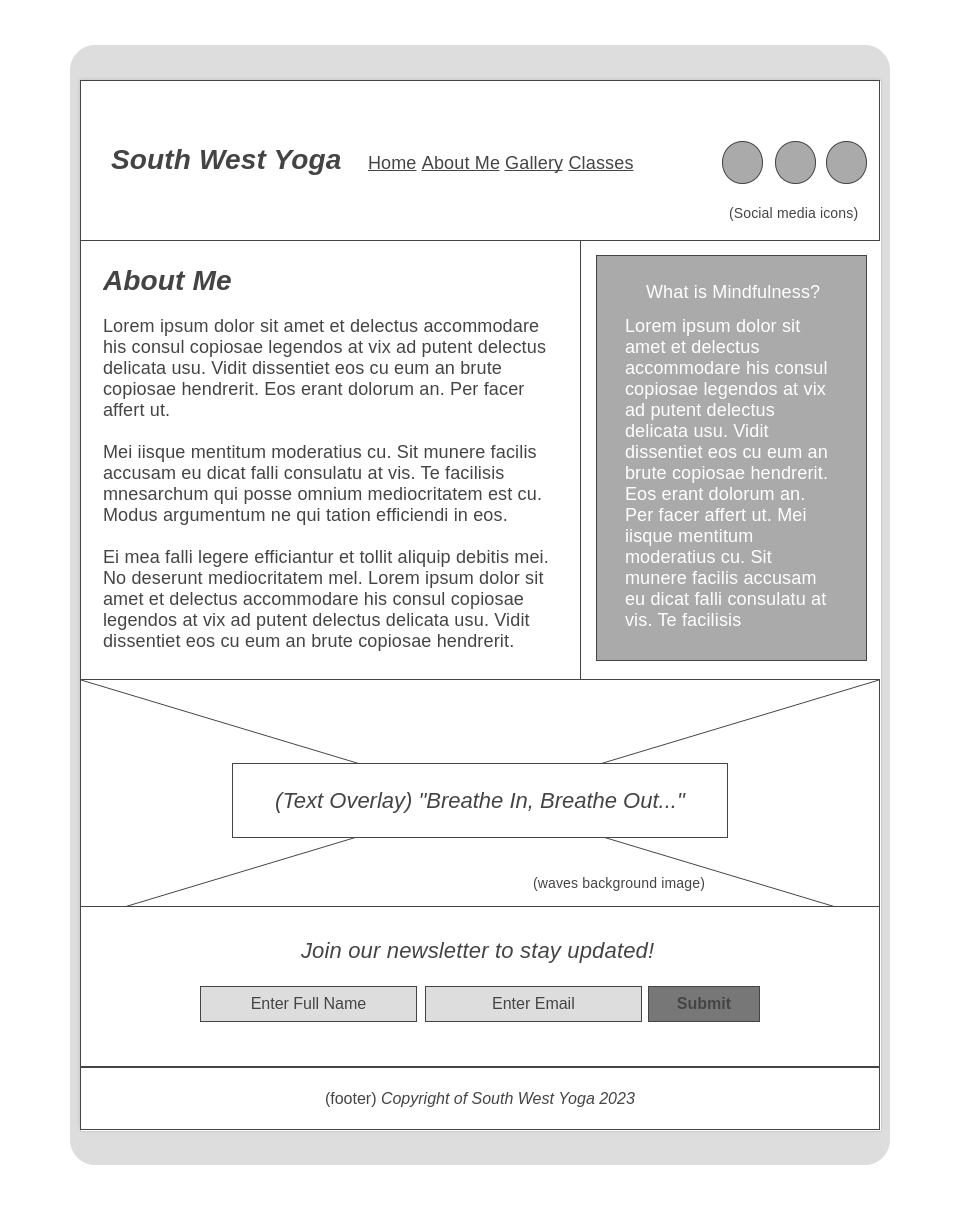 South West Yoga
Home About Me Gallery Classes
(Social media icons)
About Me
Lorem ipsum dolor sit amet et delectus accommodare
his consul copiosae legendos at vix ad putent delectus
delicata usu. Vidit dissentiet eos cu eum an brute
copiosae hendrerit. Eos erant dolorum an. Per facer
affert ut.
Mei iisque mentitum moderatius cu. Sit munere facilis
accusam eu dicat falli consulatu at vis. Te facilisis
mnesarchum qui posse omnium mediocritatem est cu.
Modus argumentum ne qui tation efficiendi in eos.
Ei mea falli legere efficiantur et tollit aliquip debitis mei.
No deserunt mediocritatem mel. Lorem ipsum dolor sit
amet et delectus accommodare his consul copiosae
legendos at vix ad putent delectus delicata usu. Vidit
dissentiet eos cu eum an brute copiosae hendrerit.
What is Mindfulness?
Lorem ipsum dolor sit
amet et delectus
accommodare his consul
copiosae legendos at vix
ad putent delectus
delicata usu. Vidit
dissentiet eos cu eum an
brute copiosae hendrerit.
Eos erant dolorum an.
Per facer affert ut. Mei
iisque mentitum
moderatius cu. Sit
munere facilis accusam
eu dicat falli consulatu at
vis. Te facilisis
(Text Overlay) "Breathe In, Breathe Out..."
(waves background image)
Join our newsletter to stay updated!
Enter Full Name
Enter Email
Submit
(footer) Copyright of South West Yoga 2023